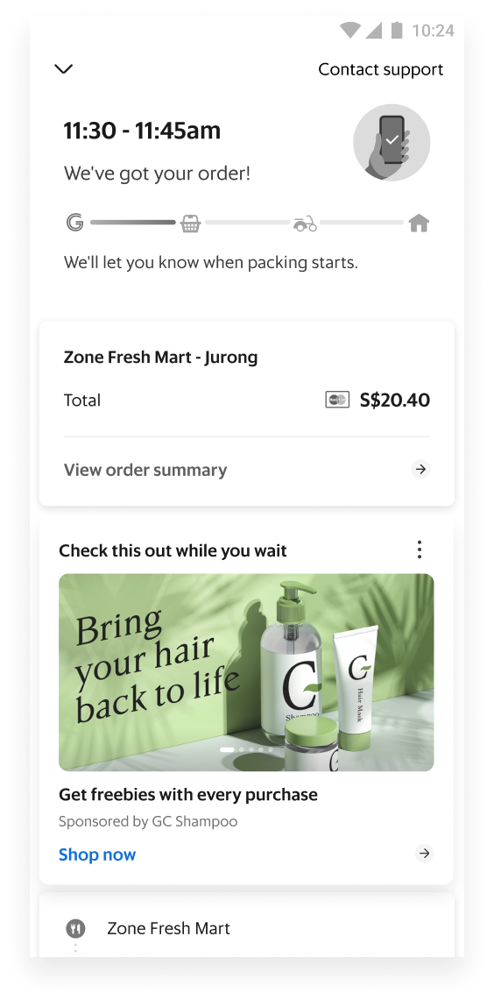 10:24
Contact support
11:30 - 11:45am
We've got your order!
We'll let you know when packing starts.
Zone Fresh Mart - Jurong
Total
S$20.40
View order summary
Check this out while you wait
Bring
your hair
back to life
Shampoo
Hair Mask
Get freebies with every purchase
Sponsored by GC Shampoo
Shop now
Zone Fresh Mart